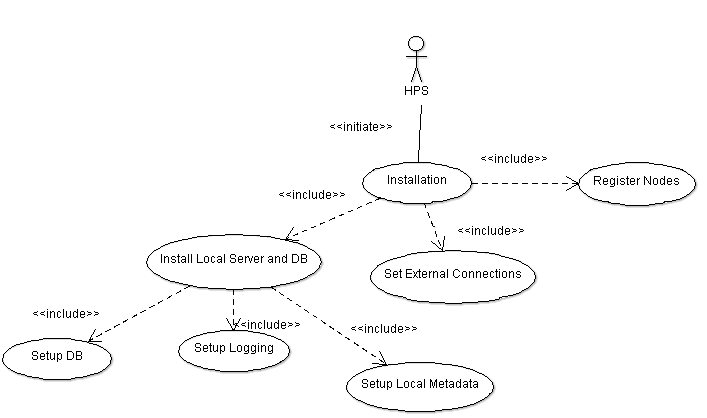 HPS
<<initiate>>
<<include>>
Installation
Register Nodes
<<include>>
<<include>>
Install Local Server and DB
Set External Connections
<<include>>
<<include>>
<<include>>
Setup DB
Setup Logging
Setup Local Metadata